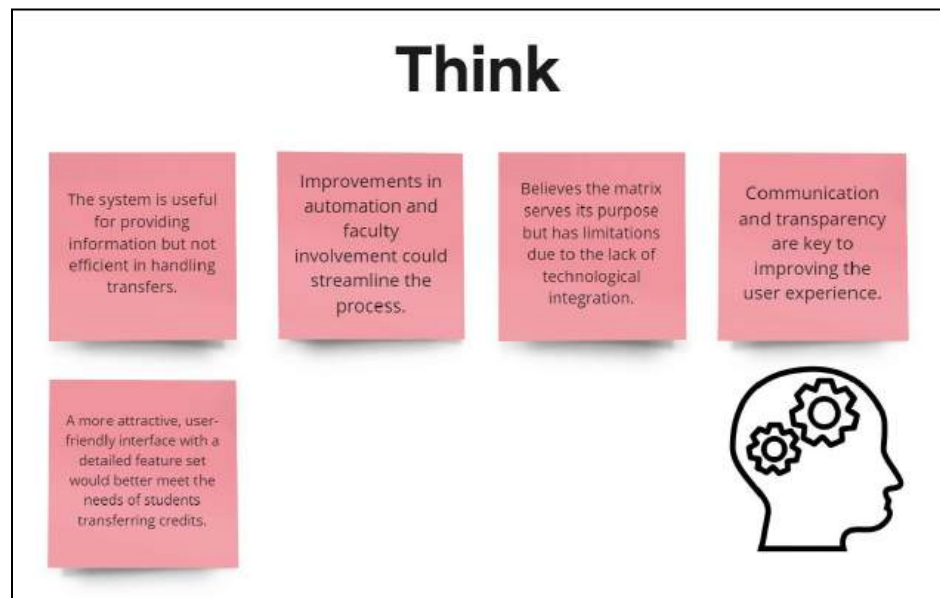 Think
The system is useful
for providing
information but not
efficient in handling
transfers.
Improvements in
automation and
faculty
involvement could
streamline the
process.
Believes the matrix
serves its purpose
but has limitations
due to the lack of
technological
integration.
Communication
and transparency
are key to
improving the
user experience.
A more attractive, user-
friendly interface with a
detailed feature set
would better meet the
needs of students
transferring credits.